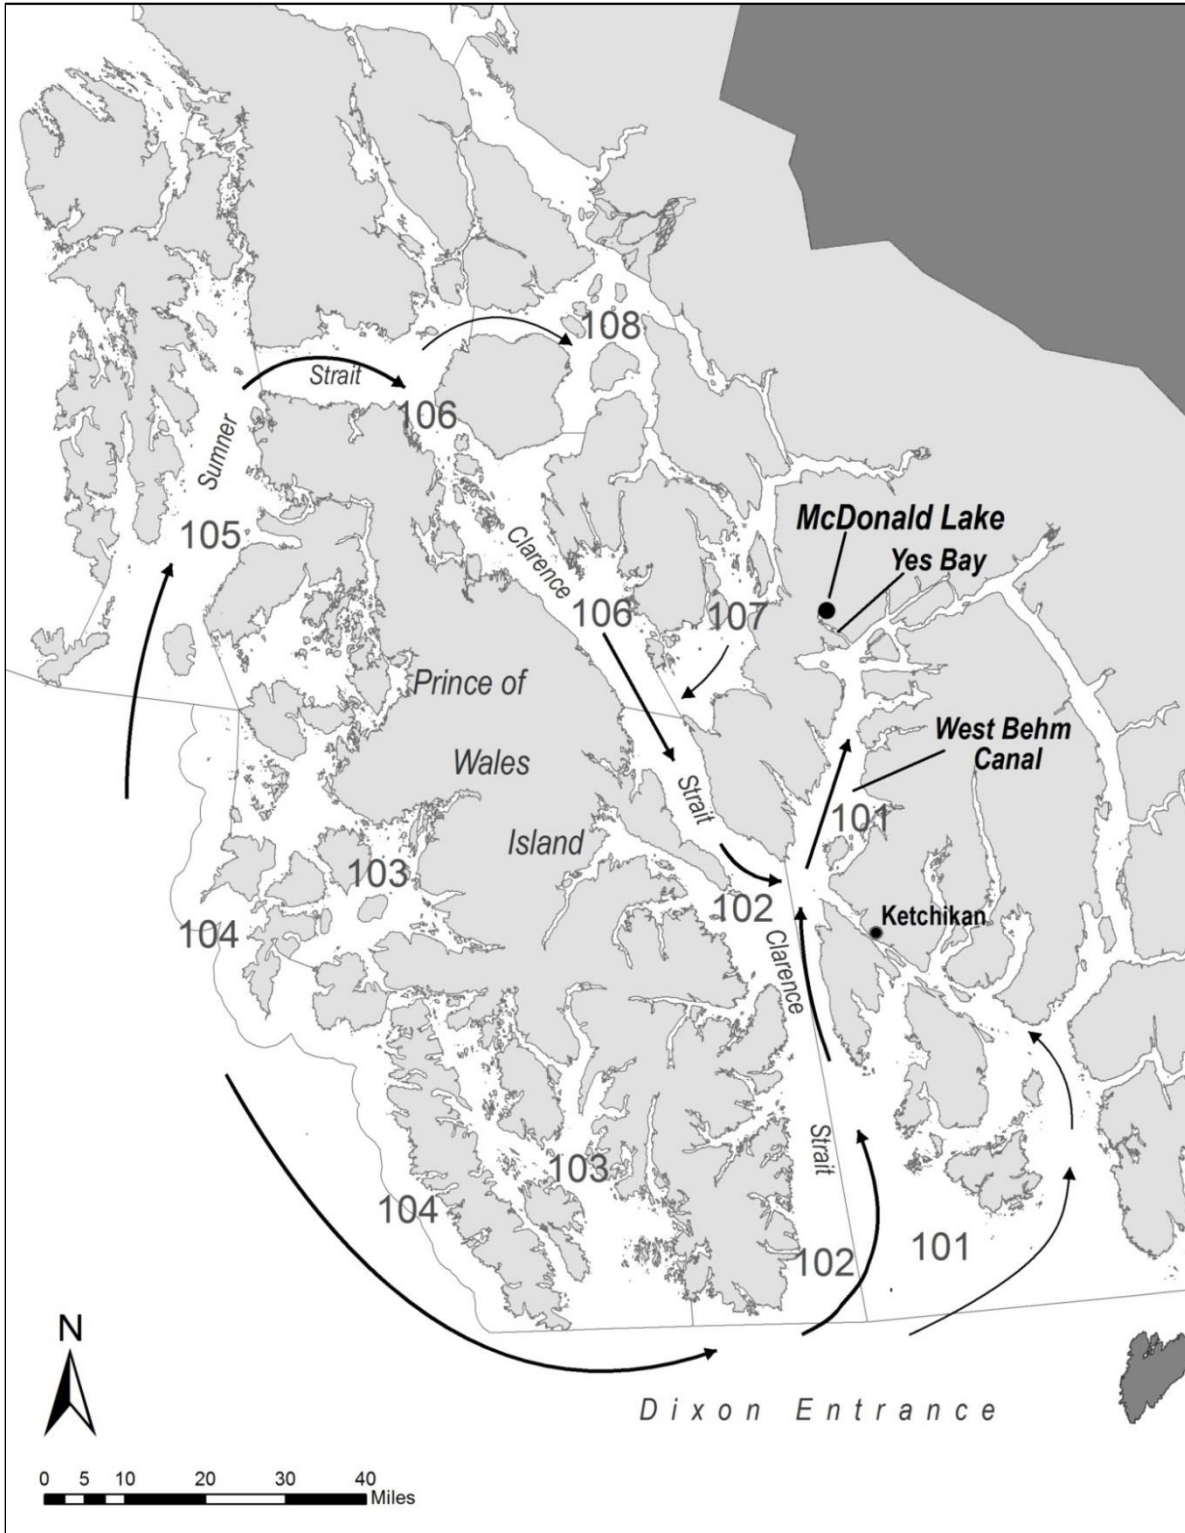 108
Strait
106
Sumner
105
McDonald Lake
Yes Bay
Clarence
106
107
Prince of
Wales
Island
West Behm
Canal
Strait
101
103
102
Ketchikan
104
Clarence
Strait
103
104
102
101
N
Dixon Entrance
0 5 10 20 30 40
Miles